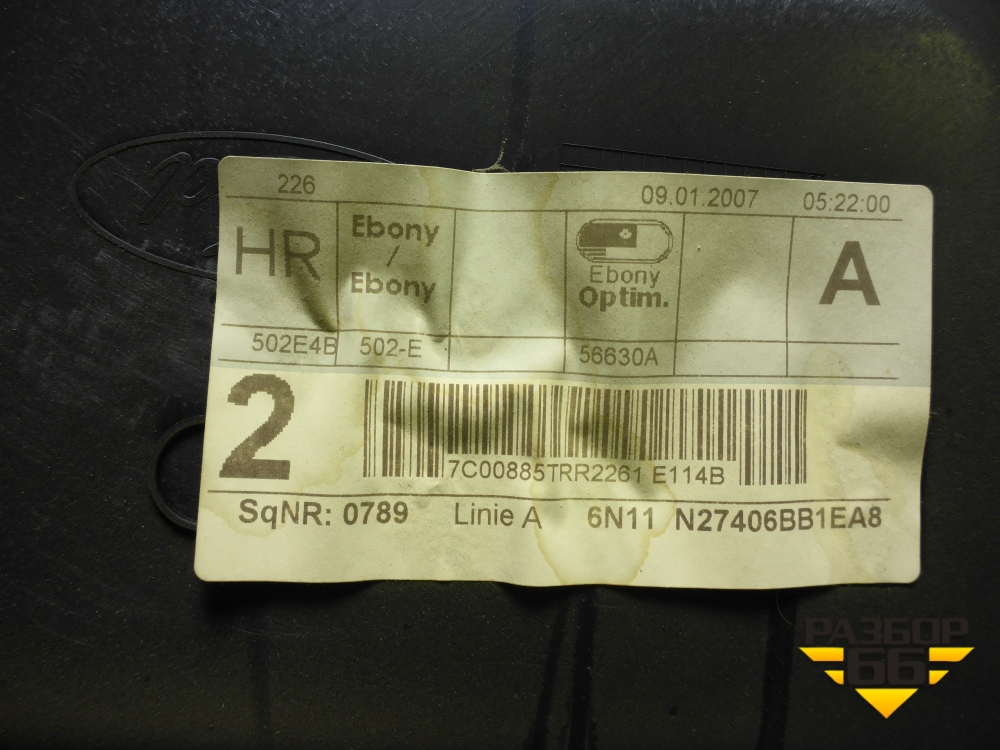 226 09.01.2007 05:22:00
HR Ebony / Ebony Ebony Optim. A
502E4B 502-E 56630A
2
7C00885TRR2261 E114B
SqNR: 0789 Linie A 6N11 N27406BB1EA8
РАЗБОР
66